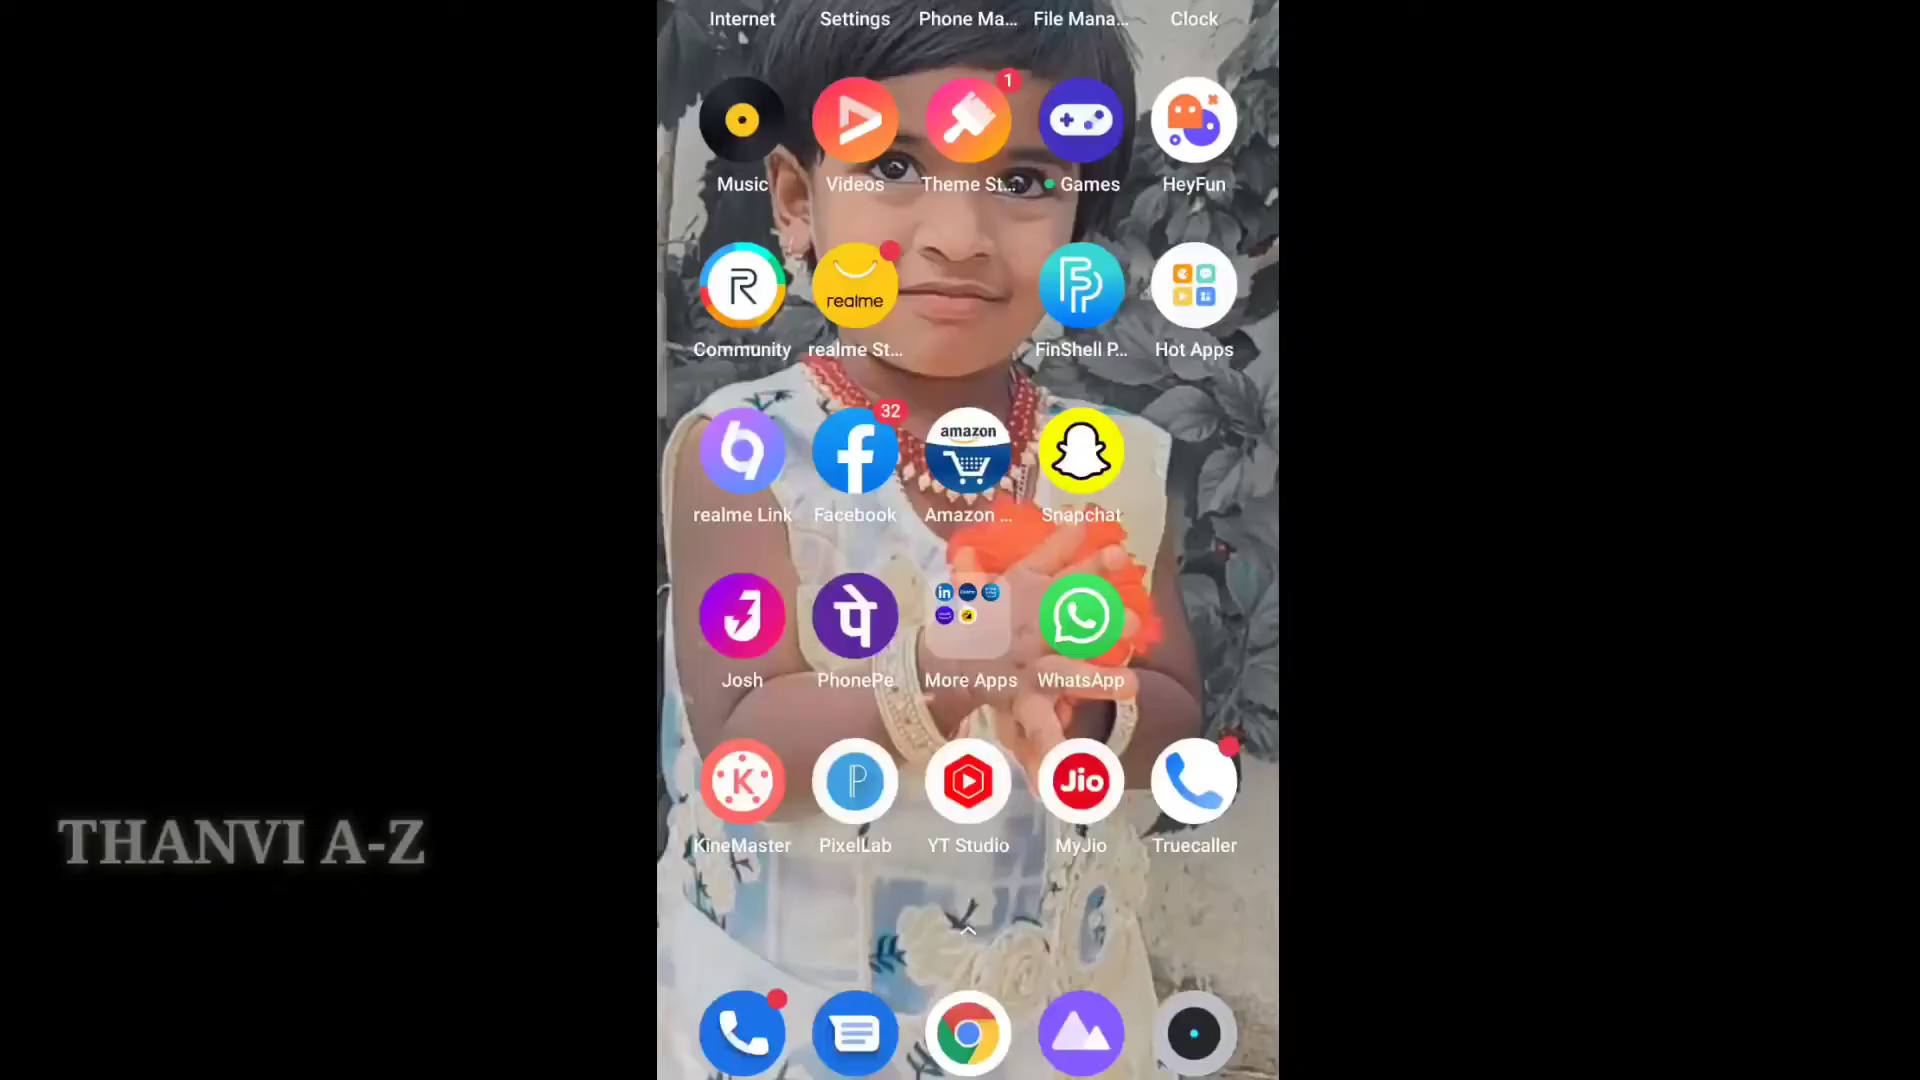 Internet Settings Phone Ma... File Mana... Clock
1
Music Videos Theme St... Games HeyFun
R realme
Community realme St... FinShell P... Hot Apps
32
amazon
realme Link Facebook Amazon ... Snapchat
in
पे
Josh PhonePe More Apps WhatsApp
K P Jio
KineMaster PixelLab YT Studio MyJio Truecaller
THANVI A-Z